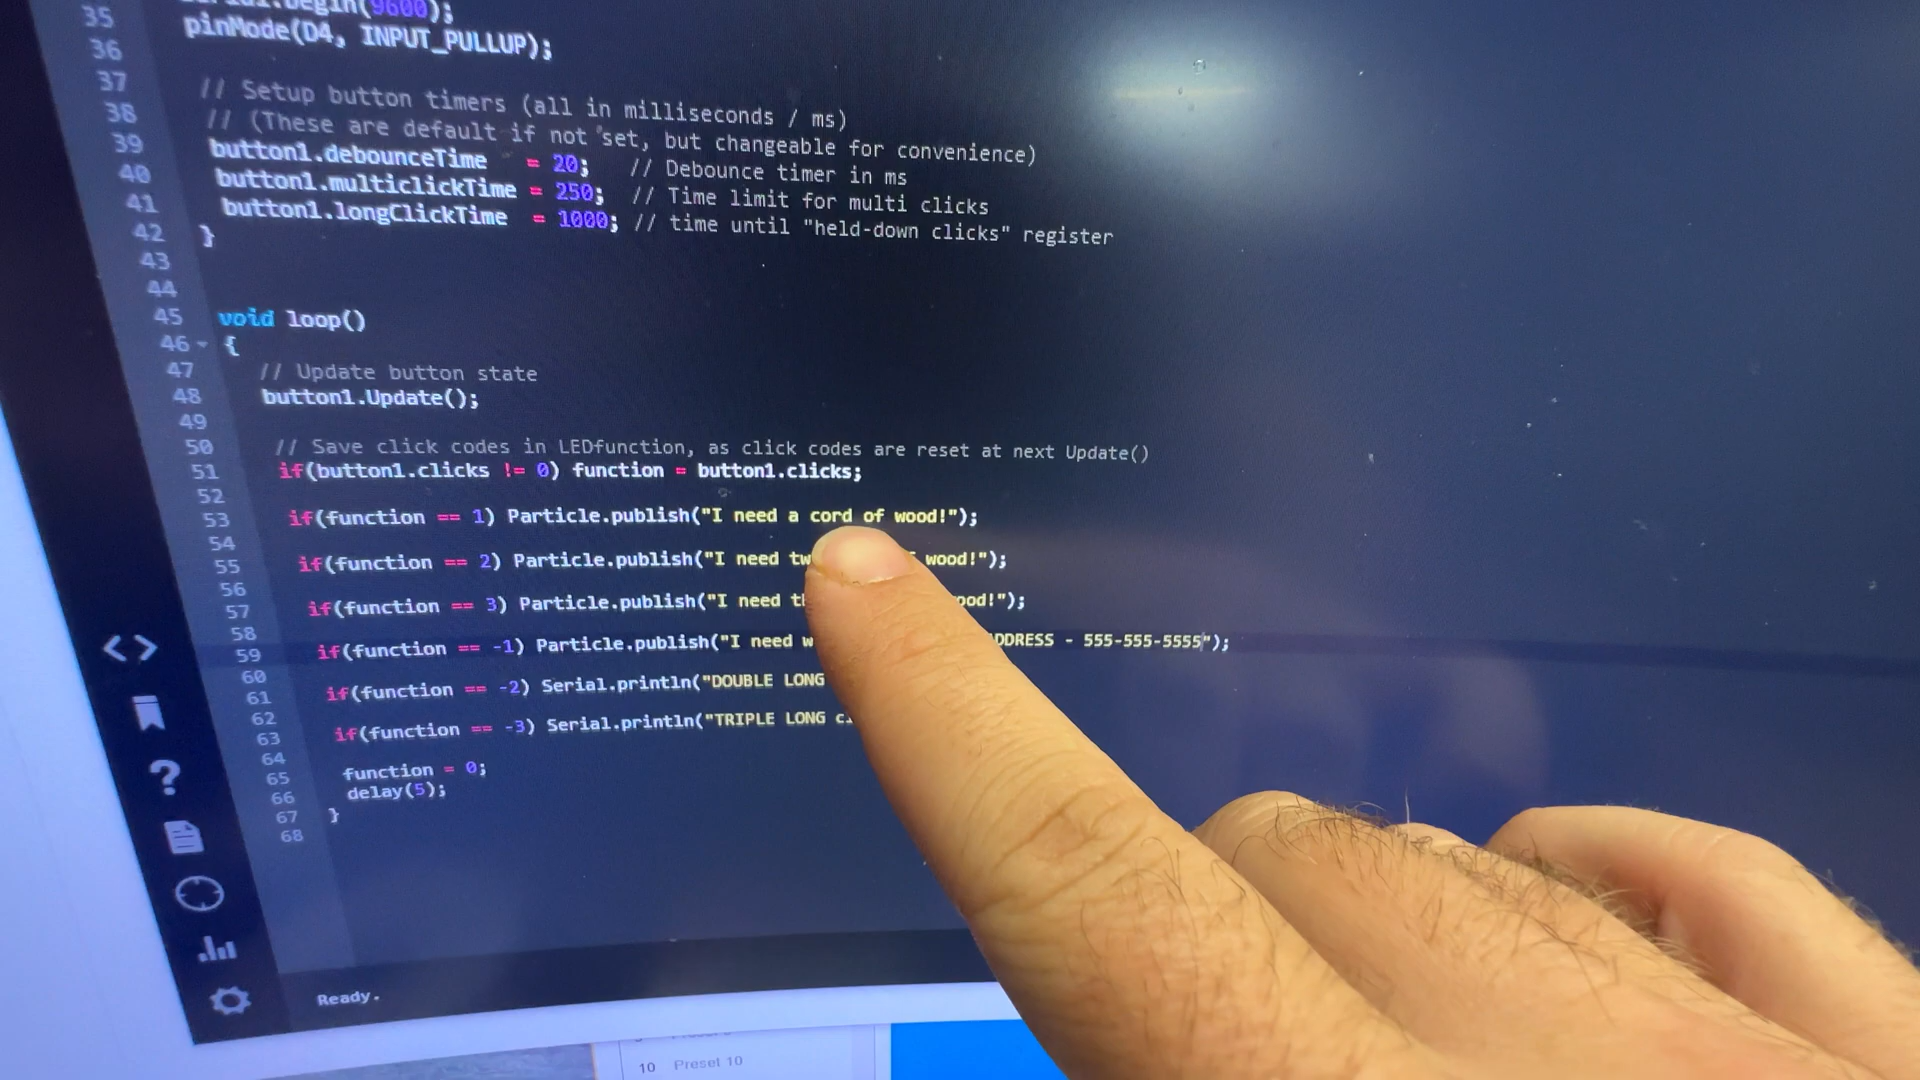 35
.begin(9600);
36 pinMode(D4, INPUT_PULLUP);
37
38 // Setup button timers (all in milliseconds / ms)
39 // (These are default if not set, but changeable for convenience)
40 button1.debounceTime = 20; // Debounce timer in ms
41 button1.multiclickTime = 250; // Time limit for multi clicks
42 button1.longClickTime = 1000; // time until "held-down clicks" register
43 }
44
45 void loop()
46 {
47 // Update button state
48 button1.Update();
49
50 // Save click codes in LEDfunction, as click codes are reset at next Update()
51 if(button1.clicks != 0) function = button1.clicks;
52
53 if(function == 1) Particle.publish("I need a cord of wood!");
54
55 if(function == 2) Particle.publish("I need wood!");
56
57 if(function == 3) Particle.publish("I need
58
59 if(function == -1) Particle.publish("I need - 555-555-5555");
60
61 if(function == -2) Serial.println("DOUBLE LONG
62
63 if(function == -3) Serial.println("TRIPLE LONG
64
65 function = 0;
66 delay(5);
67 }
68
Ready.
10 Preset 10